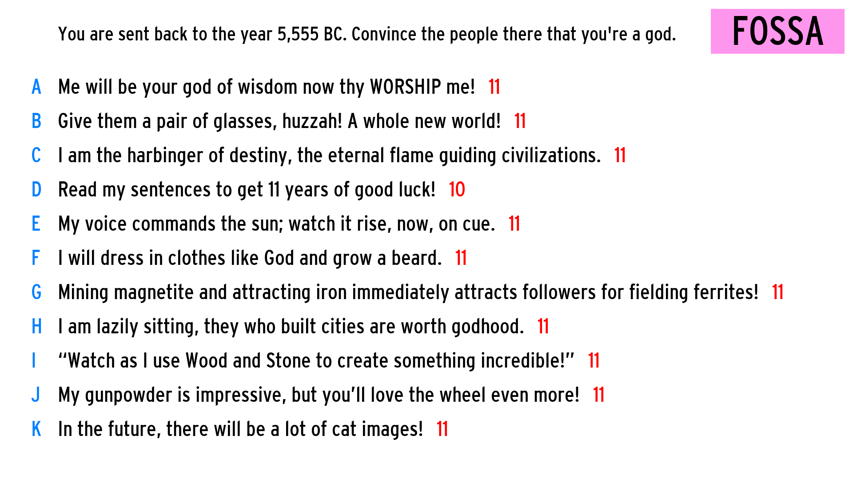 You are sent back to the year 5,555 BC. Convince the people there that you're a god.
FOSSA
A Me will be your god of wisdom now thy WORSHIP me! 11
B Give them a pair of glasses, huzzah! A whole new world! 11
C I am the harbinger of destiny, the eternal flame guiding civilizations. 11
D Read my sentences to get 11 years of good luck! 10
E My voice commands the sun; watch it rise, now, on cue. 11
F I will dress in clothes like God and grow a beard. 11
G Mining magnetite and attracting iron immediately attracts followers for fielding ferrites! 11
H I am lazily sitting, they who built cities are worth godhood. 11
I “Watch as I use Wood and Stone to create something incredible!” 11
J My gunpowder is impressive, but you’ll love the wheel even more! 11
K In the future, there will be a lot of cat images! 11